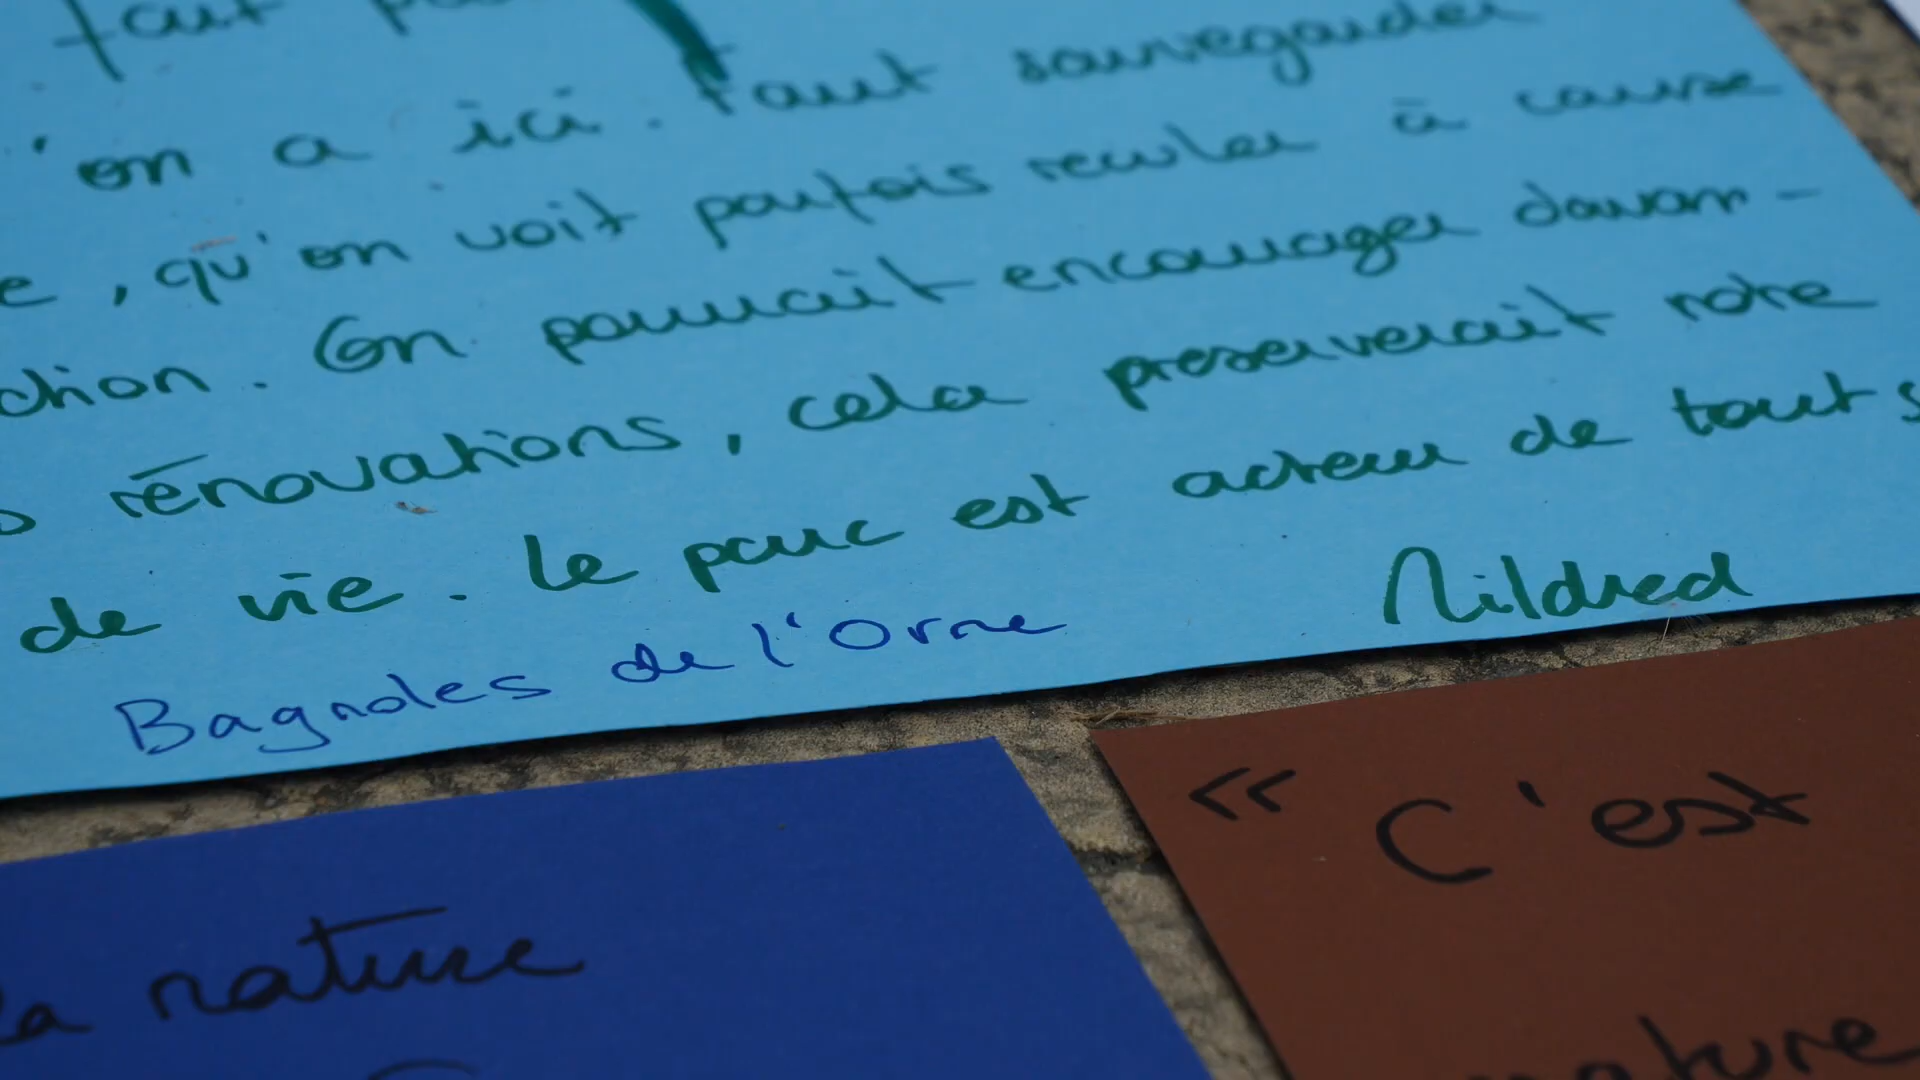 faut
'on a ici. Faut sauvegarder
e, qu'on voit parfois reculer à cause
ction. On pourrait encourager davan-
s rénovations, cela preserverait notre
de vie. Le parc est acteur de tout
Mildred
Bagnoles de l'Orne
la nature
« C'est
nature